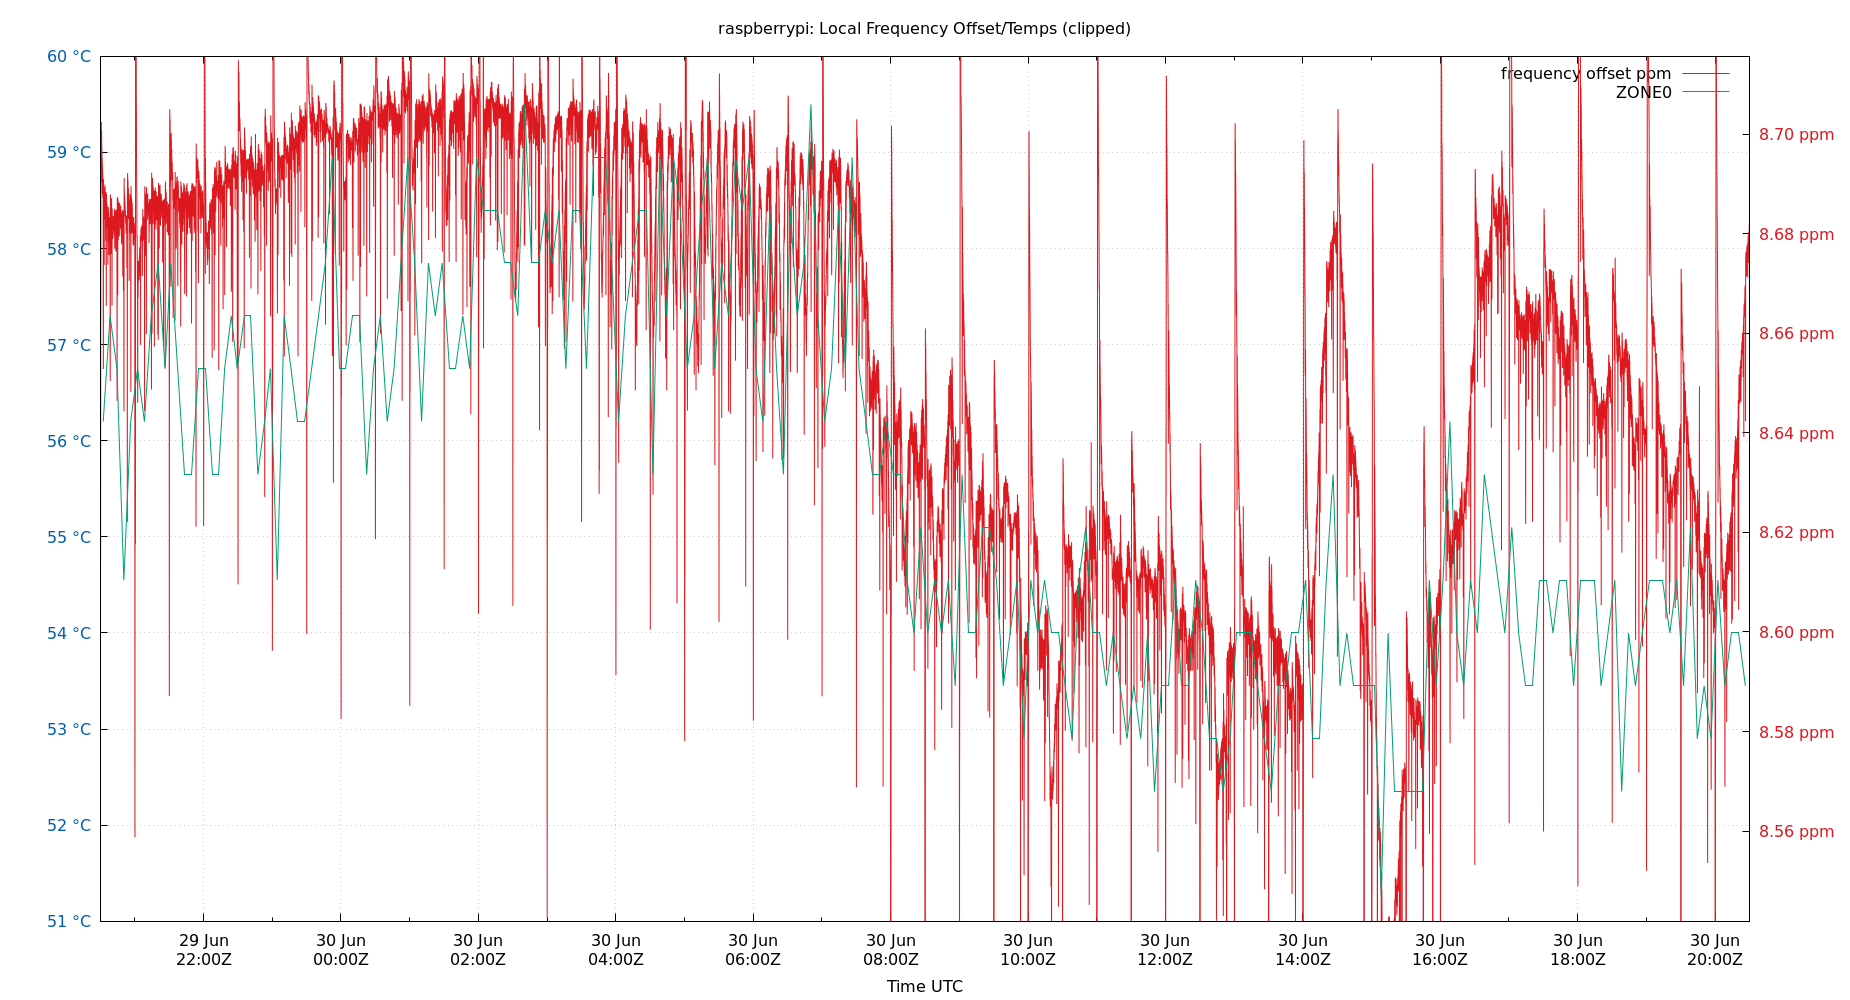 raspberrypi: Local Frequency Offset/Temps (clipped)
60 °C
59 °C
58 °C
57 °C
56 °C
55 °C
54 °C
53 °C
52 °C
51 °C
frequency offset ppm
ZONE0
8.70 ppm
8.68 ppm
8.66 ppm
8.64 ppm
8.62 ppm
8.60 ppm
8.58 ppm
8.56 ppm
29 Jun
22:00Z
30 Jun
00:00Z
30 Jun
02:00Z
30 Jun
04:00Z
30 Jun
06:00Z
30 Jun
08:00Z
30 Jun
10:00Z
30 Jun
12:00Z
30 Jun
14:00Z
30 Jun
16:00Z
30 Jun
18:00Z
30 Jun
20:00Z
Time UTC